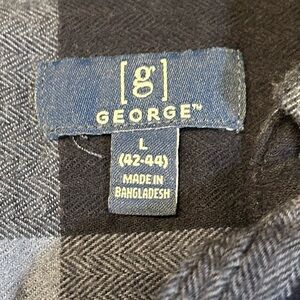 [g]
GEORGE™
L
(42-44)
MADE IN
BANGLADESH